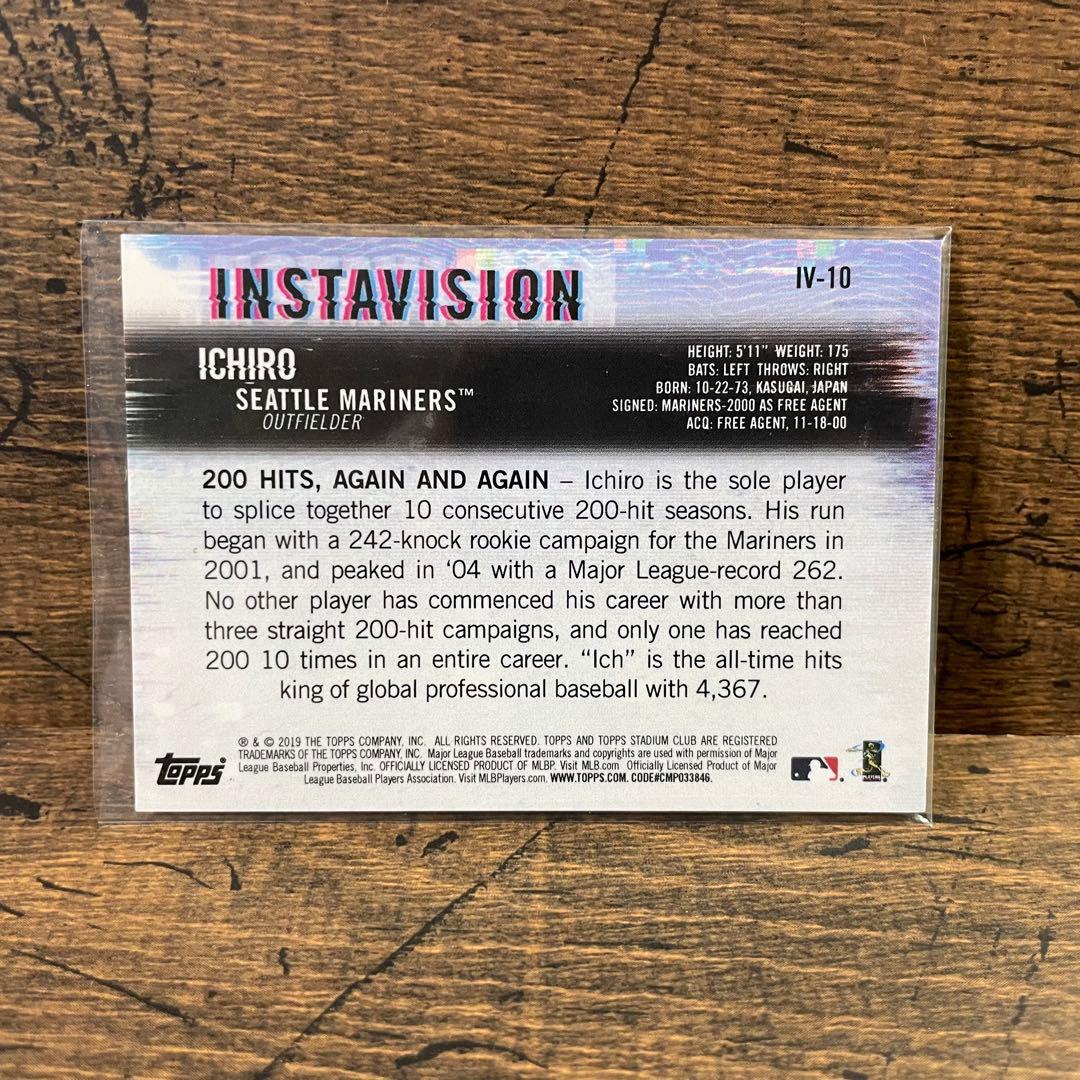 INSTAVISION
IV-10
ICHIRO
SEATTLE MARINERS™
OUTFIELDER
HEIGHT: 5'11" WEIGHT: 175
BATS: LEFT THROWS: RIGHT
BORN: 10-22-73, KASUGAI, JAPAN
SIGNED: MARINERS-2000 AS FREE AGENT
ACQ: FREE AGENT, 11-18-00
200 HITS, AGAIN AND AGAIN – Ichiro is the sole player
to splice together 10 consecutive 200-hit seasons. His run
began with a 242-knock rookie campaign for the Mariners in
2001, and peaked in ‘04 with a Major League-record 262.
No other player has commenced his career with more than
three straight 200-hit campaigns, and only one has reached
200 10 times in an entire career. “Ich” is the all-time hits
king of global professional baseball with 4,367.
topps
® & © 2019 THE TOPPS COMPANY, INC. ALL RIGHTS RESERVED. TOPPS AND TOPPS STADIUM CLUB ARE REGISTERED
TRADEMARKS OF THE TOPPS COMPANY, INC. Major League Baseball trademarks and copyrights are used with permission of Major
League Baseball Properties, Inc. OFFICIALLY LICENSED PRODUCT OF MLBP. Visit MLB.com Officially Licensed Product of Major
League Baseball Players Association. Visit MLBPlayers.com. WWW.TOPPS.COM. CODE#CMP033846.
PLAYERS